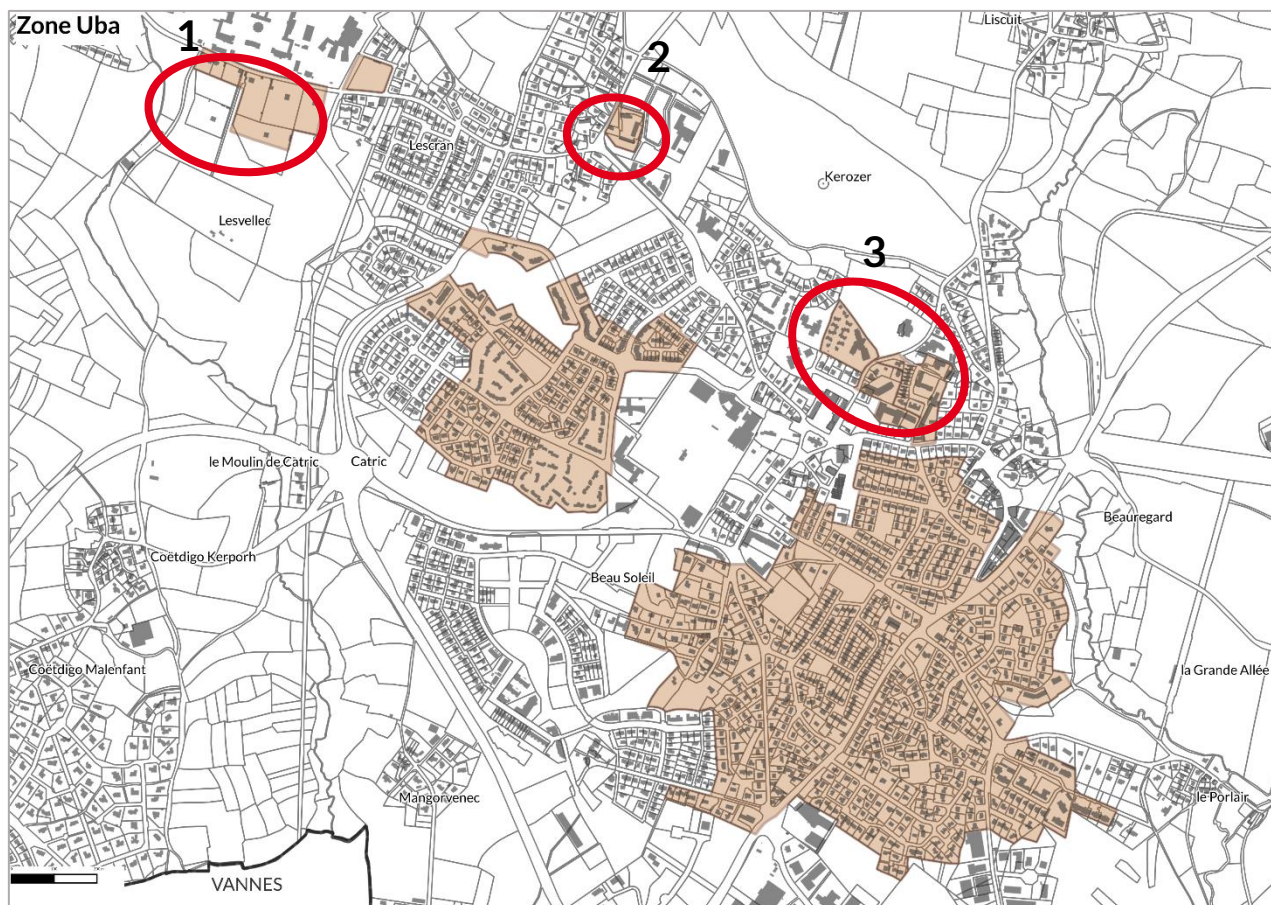 Zone Uba
1
Liscuit
2
Lescran
Kerozer
Lesvellec
3
le Moulin de Catric
Catric
Beauregard
Coëtdigo Kerporh
Beau Soleil
Coëtdigo Malenfant
la Grande Allée
Mangorvenec
le Porlair
VANNES